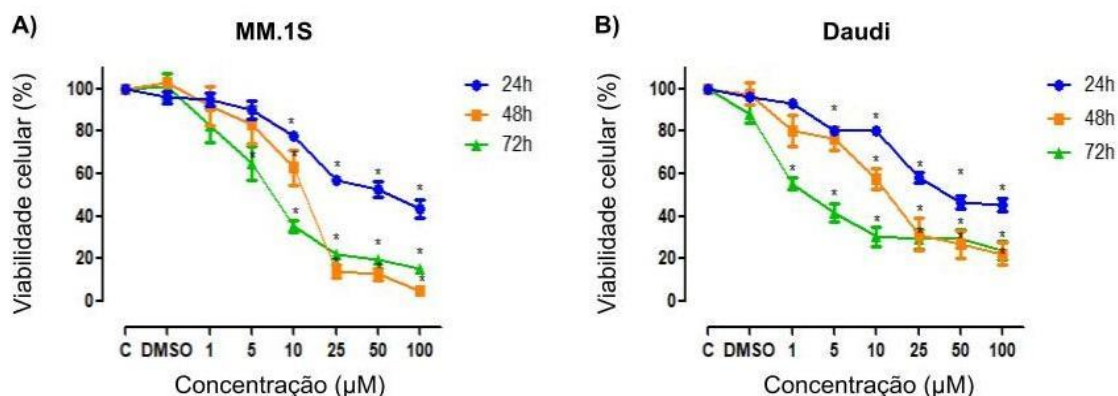 A)
MM.1S
Viabilidade celular (%)
100
80
60
40
20
0
C DMSO 1 5 10 25 50 100
Concentração (µM)
24h
48h
72h
* * * * * * * * * * * * * *
B)
Daudi
Viabilidade celular (%)
100
80
60
40
20
0
C DMSO 1 5 10 25 50 100
Concentração (µM)
24h
48h
72h
* * * * * * * * * * * * * * *